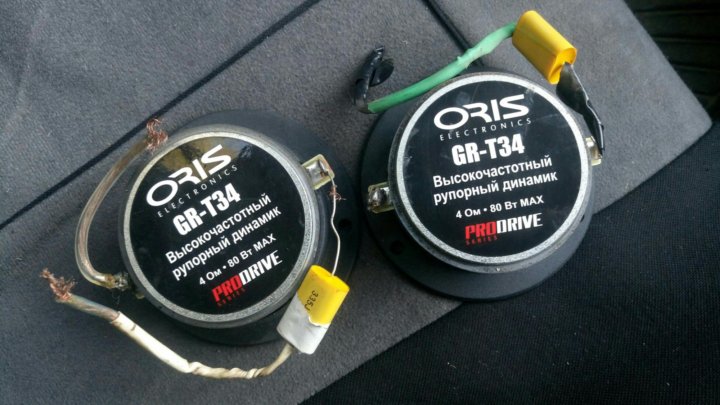 ORIS
ELECTRONICS
GR-T34
Высокочастотный
рупорный динамик
4 Ом • 80 Вт MAX
PRODRIVE
SERIES
ORIS
ELECTRONICS
GR-T34
Высокочастотный
рупорный динамик
4 Ом • 80 Вт MAX
PRODRIVE
SERIES